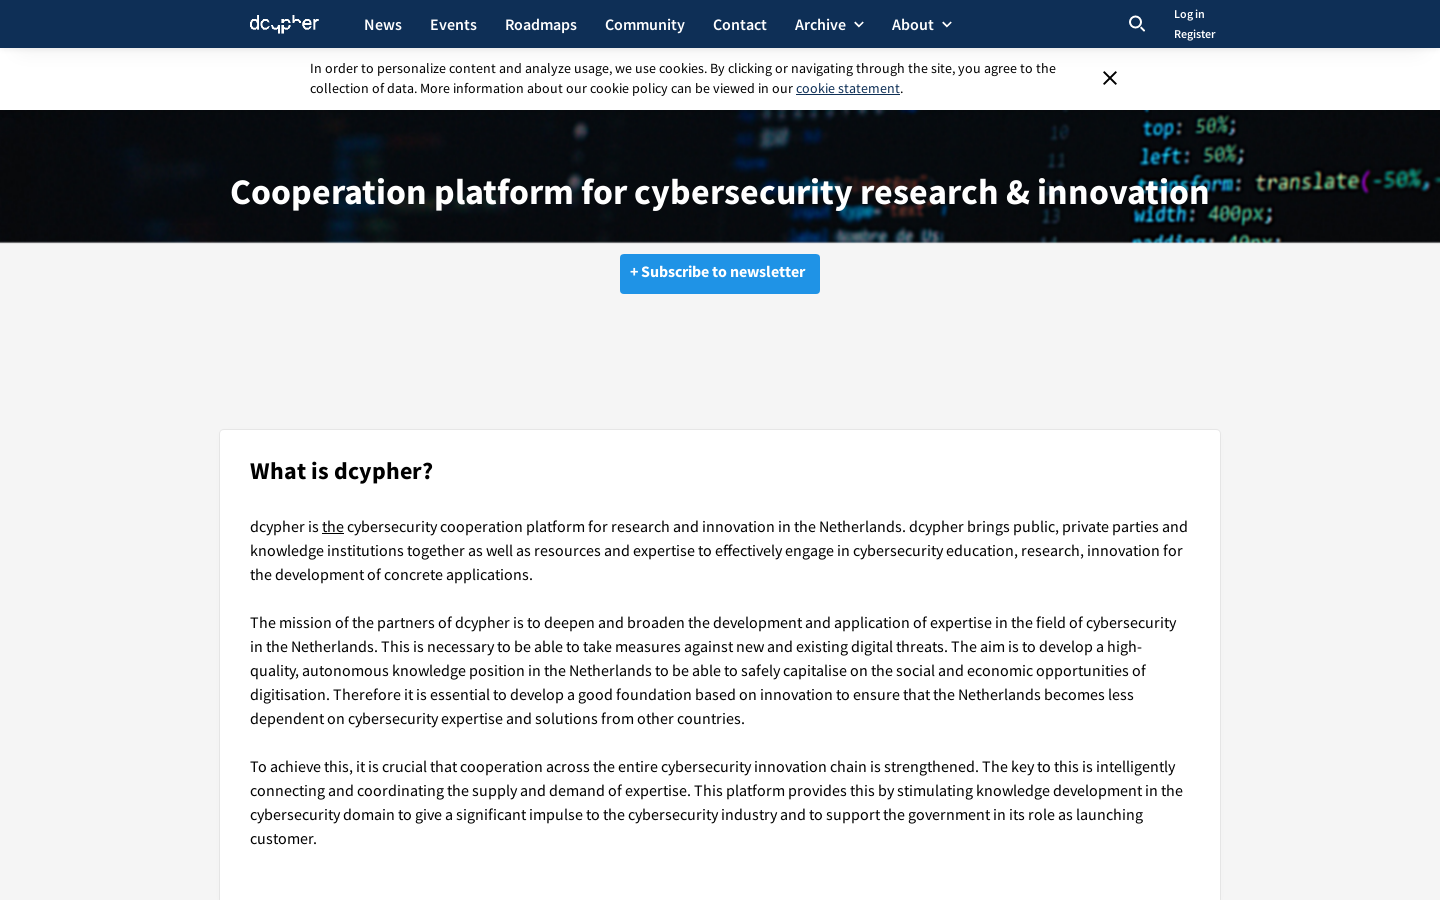 dcypher News Events Roadmaps Community Contact Archive About Log in
Register
In order to personalize content and analyze usage, we use cookies. By clicking or navigating through the site, you agree to the
collection of data. More information about our cookie policy can be viewed in our cookie statement.
10 top: 50%;
11 left: 50%;
transform: translate(-50%,-
Cooperation platform for cybersecurity research & innovation
13 width: 400px;
Nombre de Us
padding: 40px;
+ Subscribe to newsletter
What is dcypher?
dcypher is the cybersecurity cooperation platform for research and innovation in the Netherlands. dcypher brings public, private parties and
knowledge institutions together as well as resources and expertise to effectively engage in cybersecurity education, research, innovation for
the development of concrete applications.
The mission of the partners of dcypher is to deepen and broaden the development and application of expertise in the field of cybersecurity
in the Netherlands. This is necessary to be able to take measures against new and existing digital threats. The aim is to develop a high-
quality, autonomous knowledge position in the Netherlands to be able to safely capitalise on the social and economic opportunities of
digitisation. Therefore it is essential to develop a good foundation based on innovation to ensure that the Netherlands becomes less
dependent on cybersecurity expertise and solutions from other countries.
To achieve this, it is crucial that cooperation across the entire cybersecurity innovation chain is strengthened. The key to this is intelligently
connecting and coordinating the supply and demand of expertise. This platform provides this by stimulating knowledge development in the
cybersecurity domain to give a significant impulse to the cybersecurity industry and to support the government in its role as launching
customer.